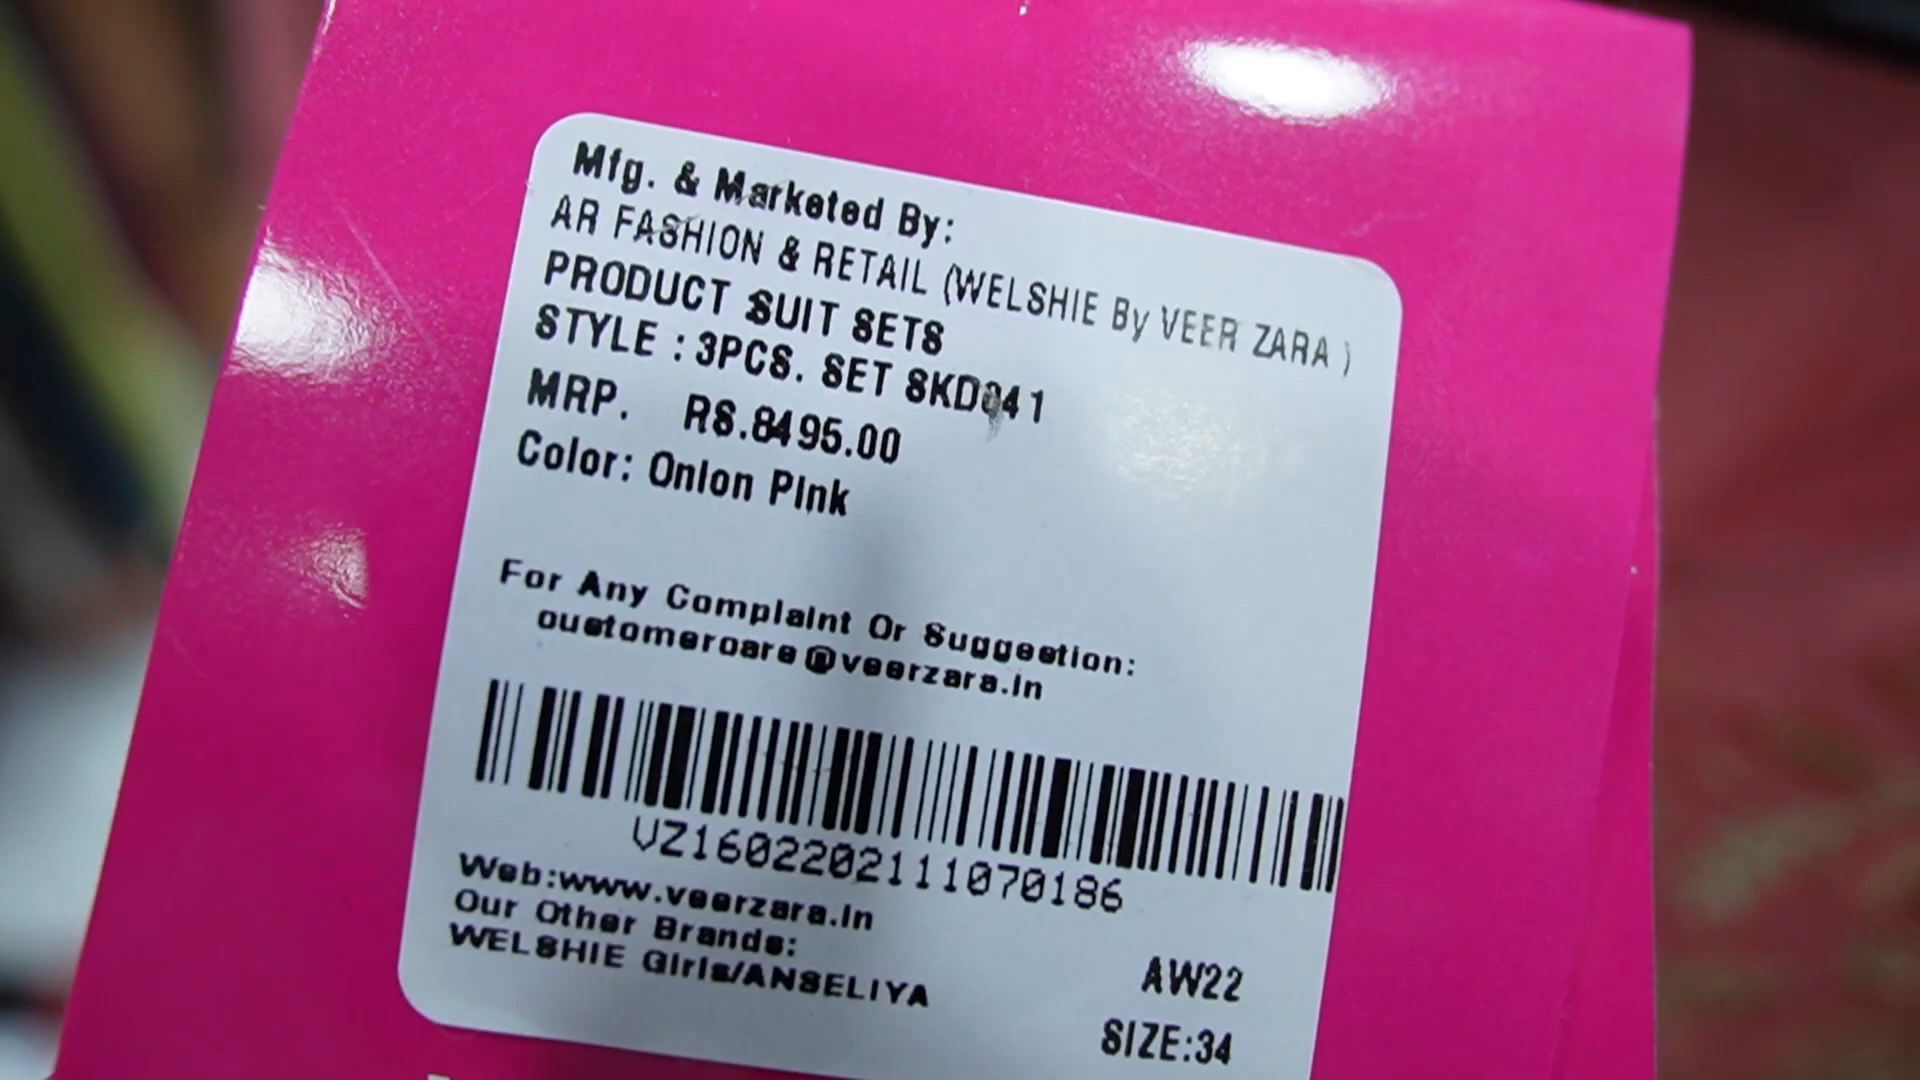 Mfg. & Marketed By:
AR FASHION & RETAIL (WELSHIE By VEER ZARA )
PRODUCT SUIT SETS
STYLE : 3PCS. SET SKD041
MRP. RS.8495.00
Color: Onion Pink
For Any Complaint Or Suggestion:
customercare@veerzara.in
VZ1602202111070186
Web:www.veerzara.in
Our Other Brands:
WELSHIE Girls/ANSELIYA
AW22
SIZE:34